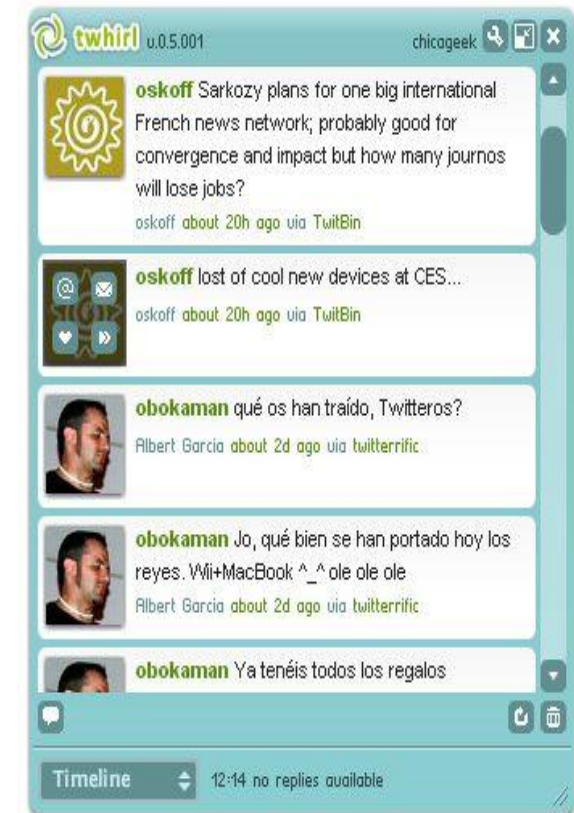 twhirl v.0.5.001 chicageek
oskoff Sarkozy plans for one big international
French news network; probably good for
convergence and impact but how many journos
will lose jobs?
oskoff about 20h ago via TwitBin
oskoff lost of cool new devices at CES...
oskoff about 20h ago via TwitBin
obokaman qué os han traído, Twitteros?
Albert Garcia about 2d ago via twitterrific
obokaman Jo, qué bien se han portado hoy los
reyes. Wii+MacBook ^_^ ole ole ole
Albert Garcia about 2d ago via twitterrific
obokaman Ya tenéis todos los regalos
Timeline 12:14 no replies available